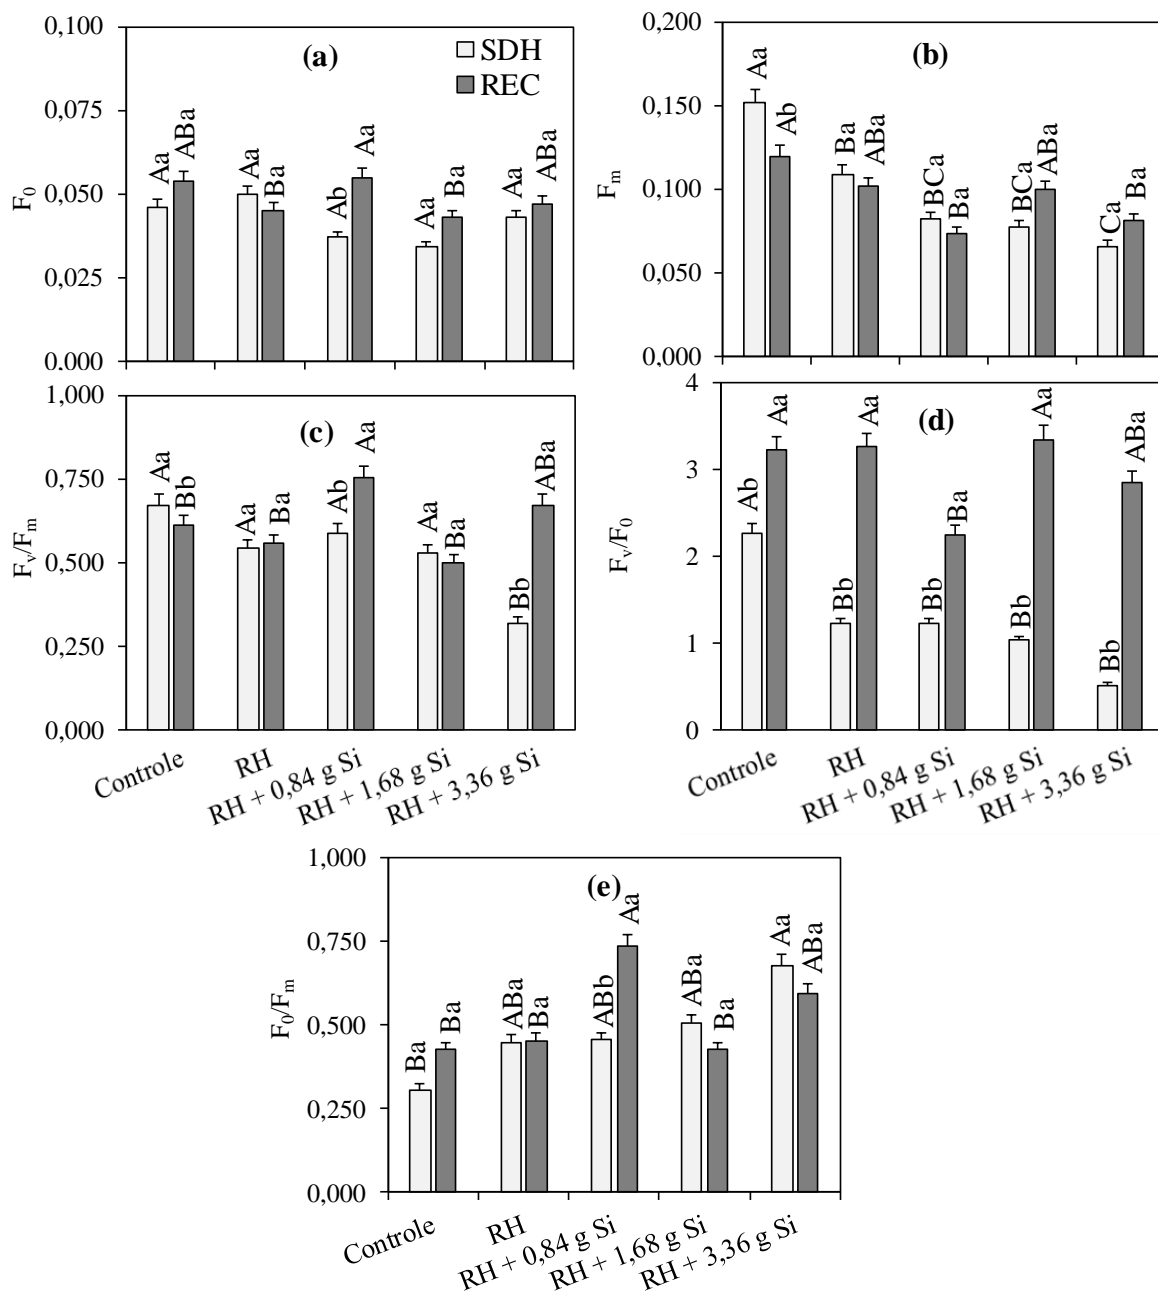 (a)
SDH
REC
F0
0,100
0,075
0,050
0,025
0,000
Aa
ABa
Aa
Ba
Ab
Aa
Aa
Ba
Aa
ABa
(b)
Fm
0,200
0,150
0,100
0,050
0,000
Aa
Ab
Ba
ABa
BCa
Ba
BCa
ABa
Ca
Ba
(c)
Fv/Fm
1,000
0,750
0,500
0,250
0,000
Aa
Bb
Aa
Ba
Ab
Aa
Aa
Ba
Bb
ABa
Controle
RH
RH + 0,84 g Si
RH + 1,68 g Si
RH + 3,36 g Si
(d)
Fv/F0
4
3
2
1
0
Ab
Aa
Bb
Aa
Bb
Ba
Bb
Aa
Bb
ABa
Controle
RH
RH + 0,84 g Si
RH + 1,68 g Si
RH + 3,36 g Si
(e)
F0/Fm
1,000
0,750
0,500
0,250
0,000
Ba
Ba
ABa
Ba
ABb
Aa
ABa
Ba
Aa
ABa
Controle
RH
RH + 0,84 g Si
RH + 1,68 g Si
RH + 3,36 g Si